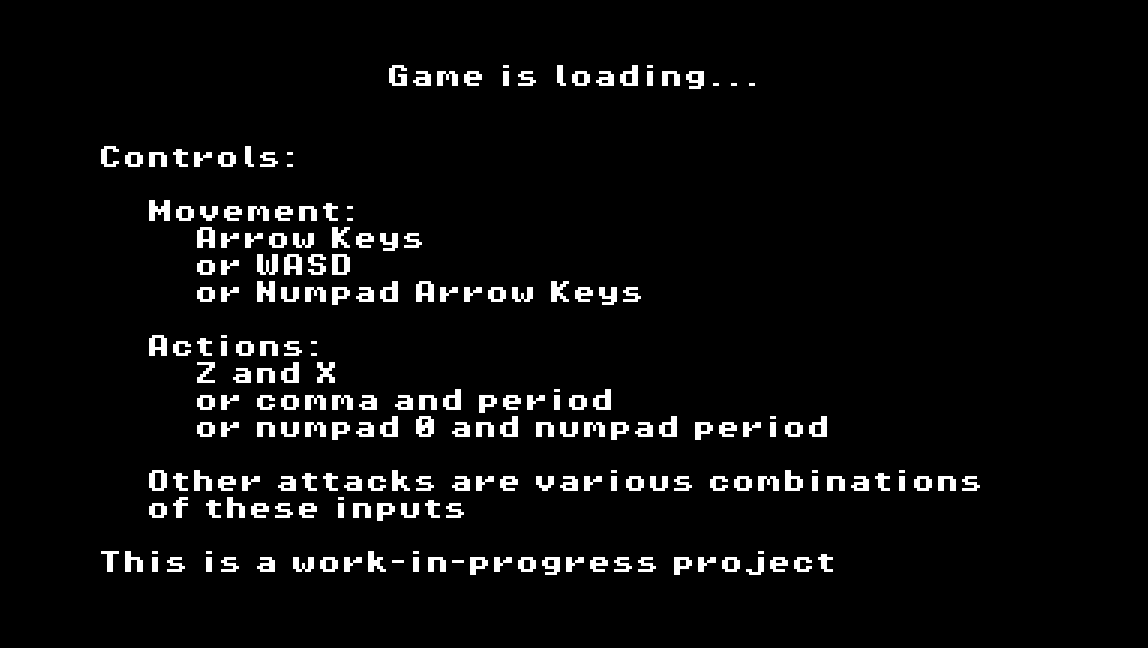 Game is loading...
Controls:
Movement:
Arrow Keys
or WASD
or Numpad Arrow Keys
Actions:
Z and X
or comma and period
or numpad 0 and numpad period
Other attacks are various combinations
of these inputs
This is a work-in-progress project